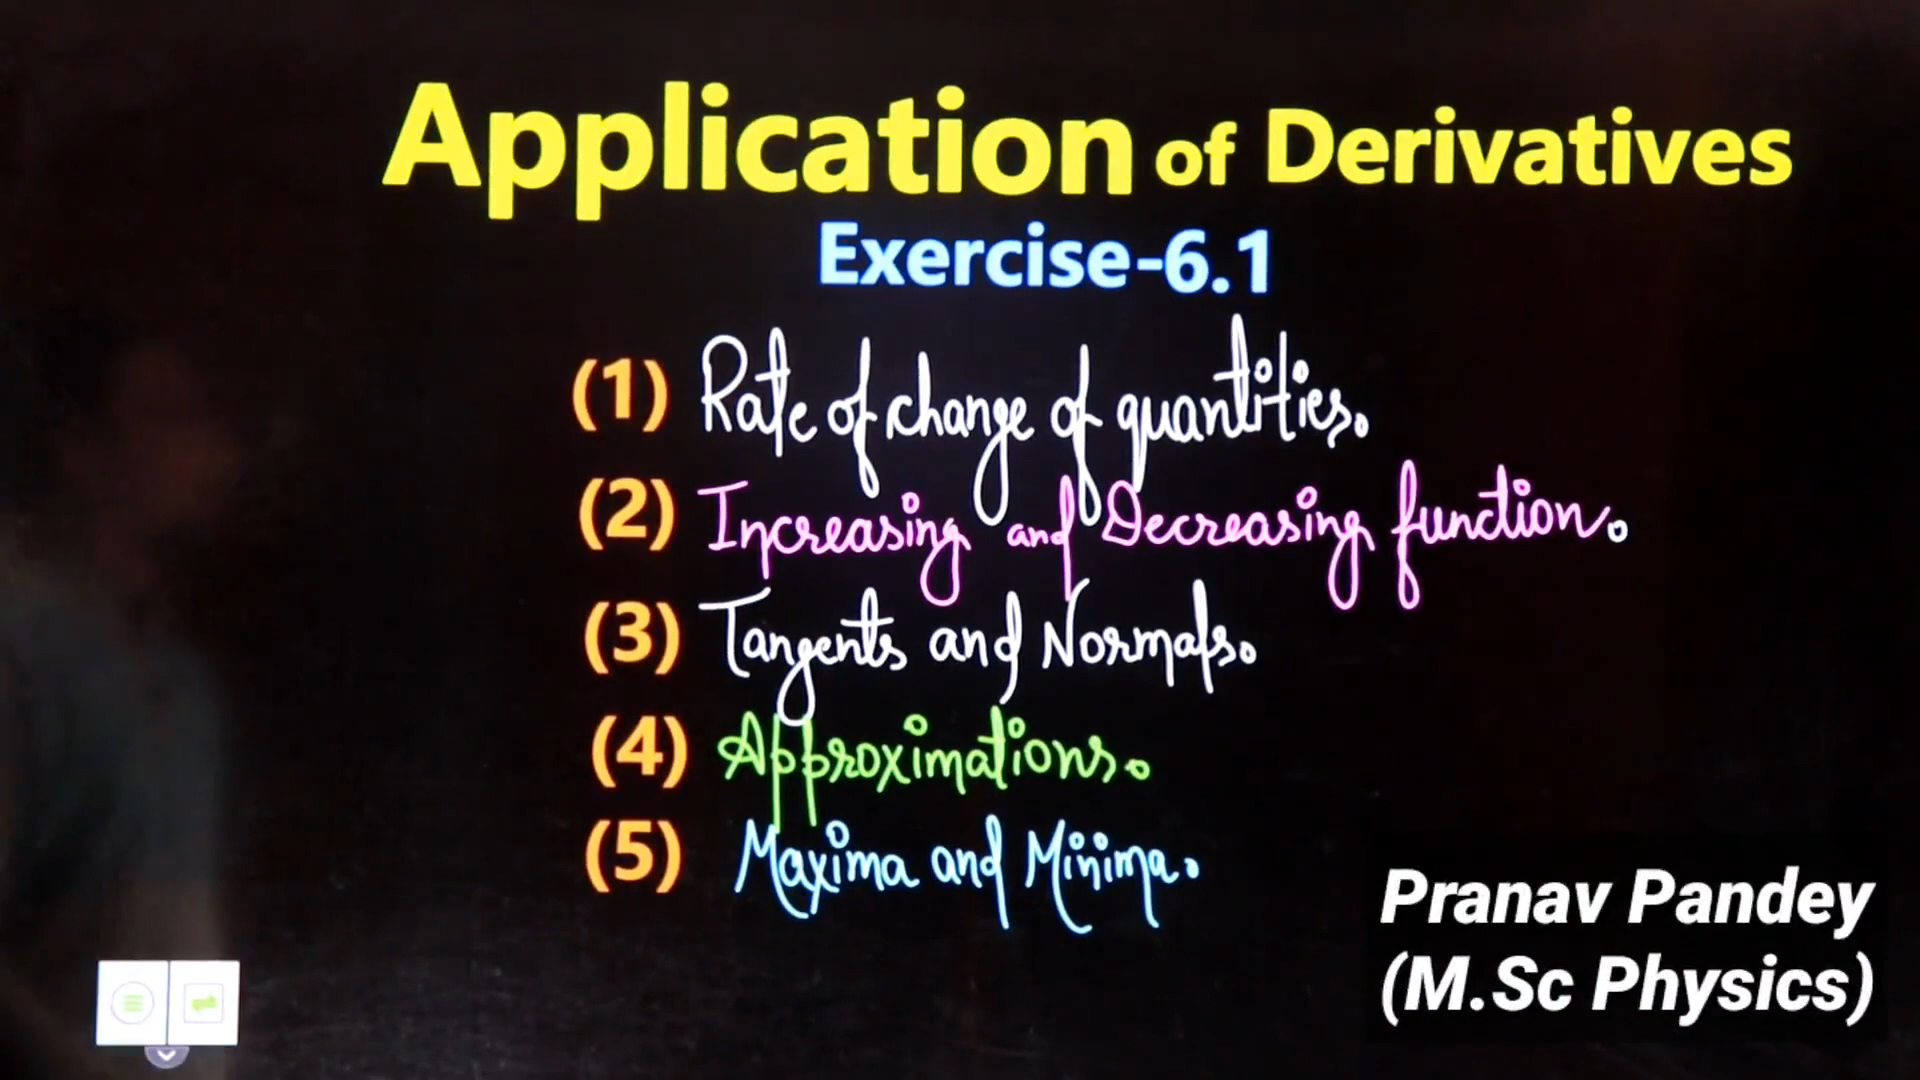 Application of Derivatives
Exercise-6.1
(1) Rate of change of quantities.
(2) Increasing and Decreasing function.
(3) Tangents and Normals.
(4) Approximations.
(5) Maxima and Minima.
Pranav Pandey
(M.Sc Physics)